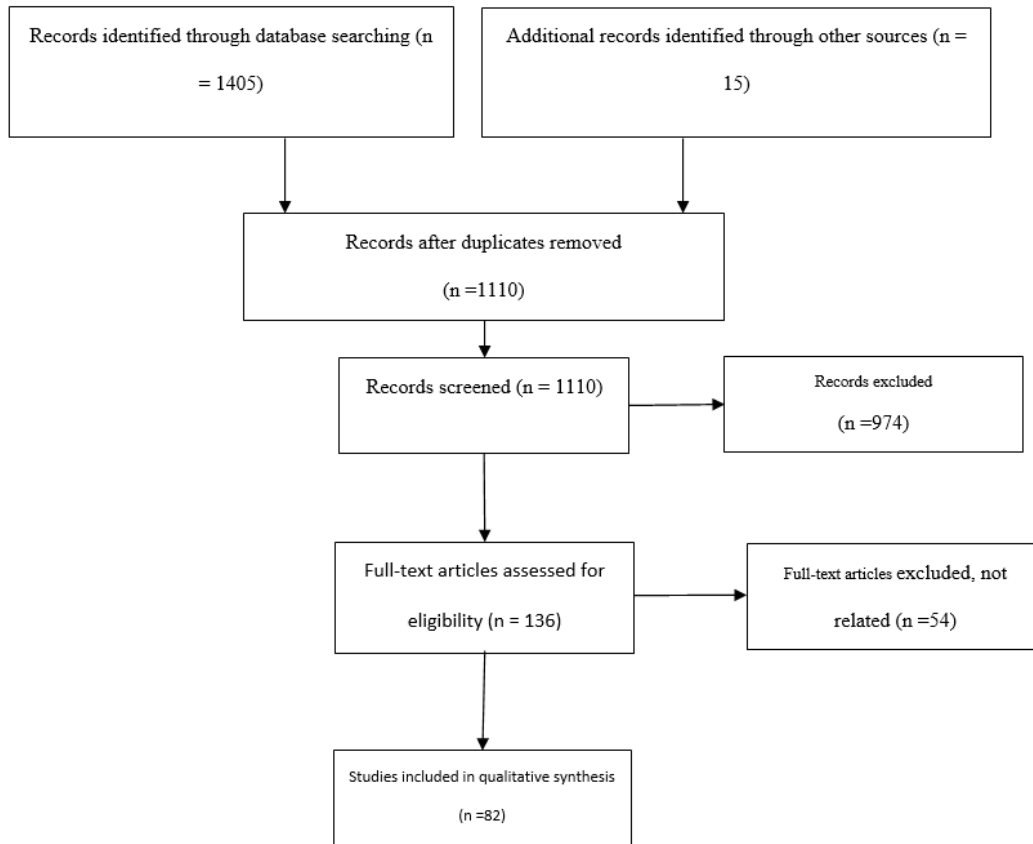 Records identified through database searching (n
= 1405)
Additional records identified through other sources (n =
15)
Records after duplicates removed
(n =1110)
Records screened (n = 1110)
Records excluded
(n =974)
Full-text articles assessed for
eligibility (n = 136)
Full-text articles excluded, not
related (n =54)
Studies included in qualitative synthesis
(n =82)